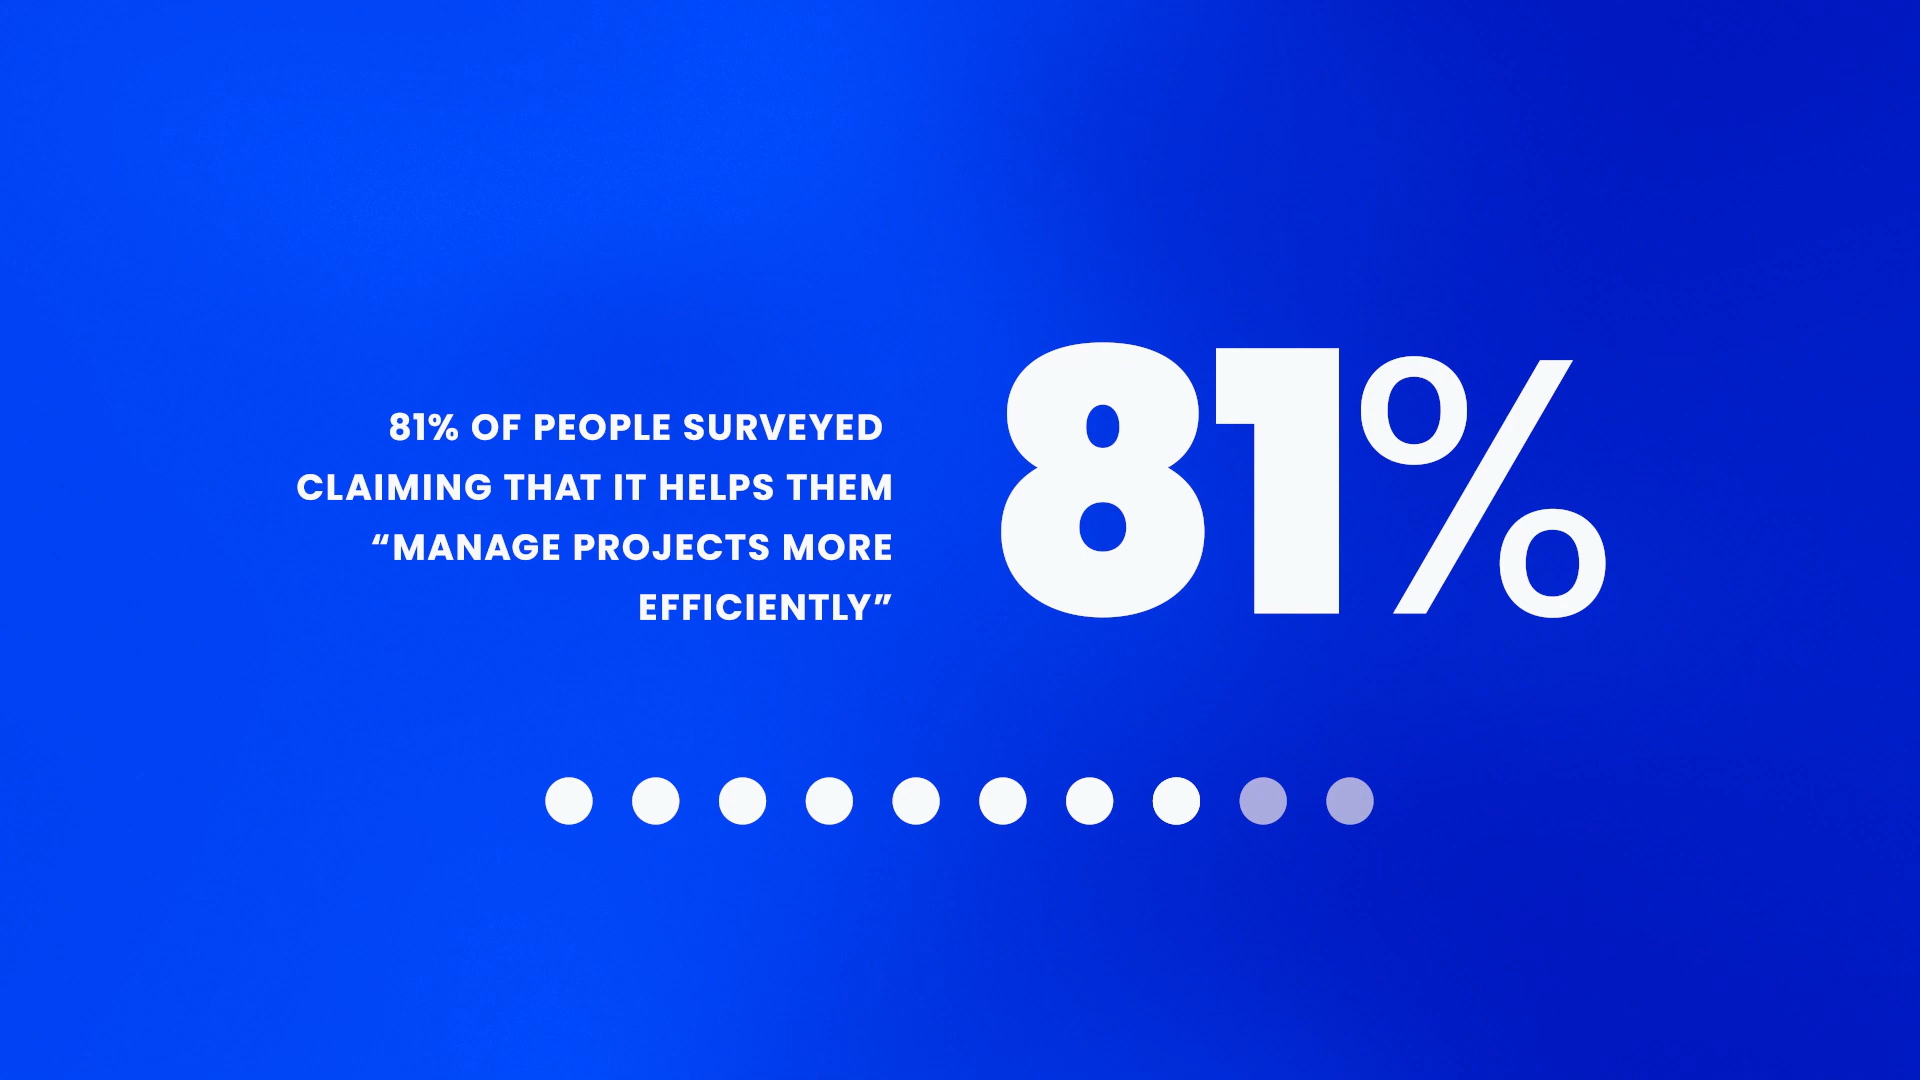 81% OF PEOPLE SURVEYED
CLAIMING THAT IT HELPS THEM
“MANAGE PROJECTS MORE
EFFICIENTLY”
81%